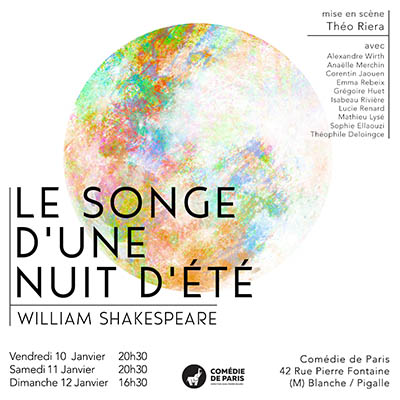 mise en scène
Théo Riera
avec
Alexandre Wirth
Anaëlle Merchin
Corentin Jaouen
Emma Rebeix
Grégoire Huet
Isabeau Rivière
Lucie Renard
Mathieu Lysé
Sophie Ellaouzi
Théophile Deloingce
LE SONGE
D'UNE
NUIT D'ÉTÉ
WILLIAM SHAKESPEARE
Vendredi 10 Janvier 20h30
Samedi 11 Janvier 20h30
Dimanche 12 Janvier 16h30
COMÉDIE
DE PARIS
Comédie de Paris
42 Rue Pierre Fontaine
(M) Blanche / Pigalle